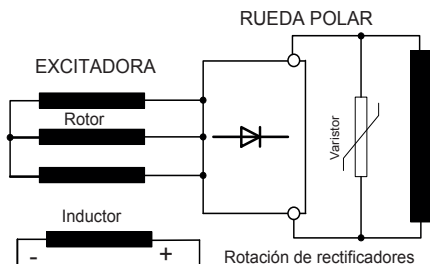 RUEDA POLAR
EXCITADORA
Rotor
Varistor
Inductor
- +
Rotación de rectificadores